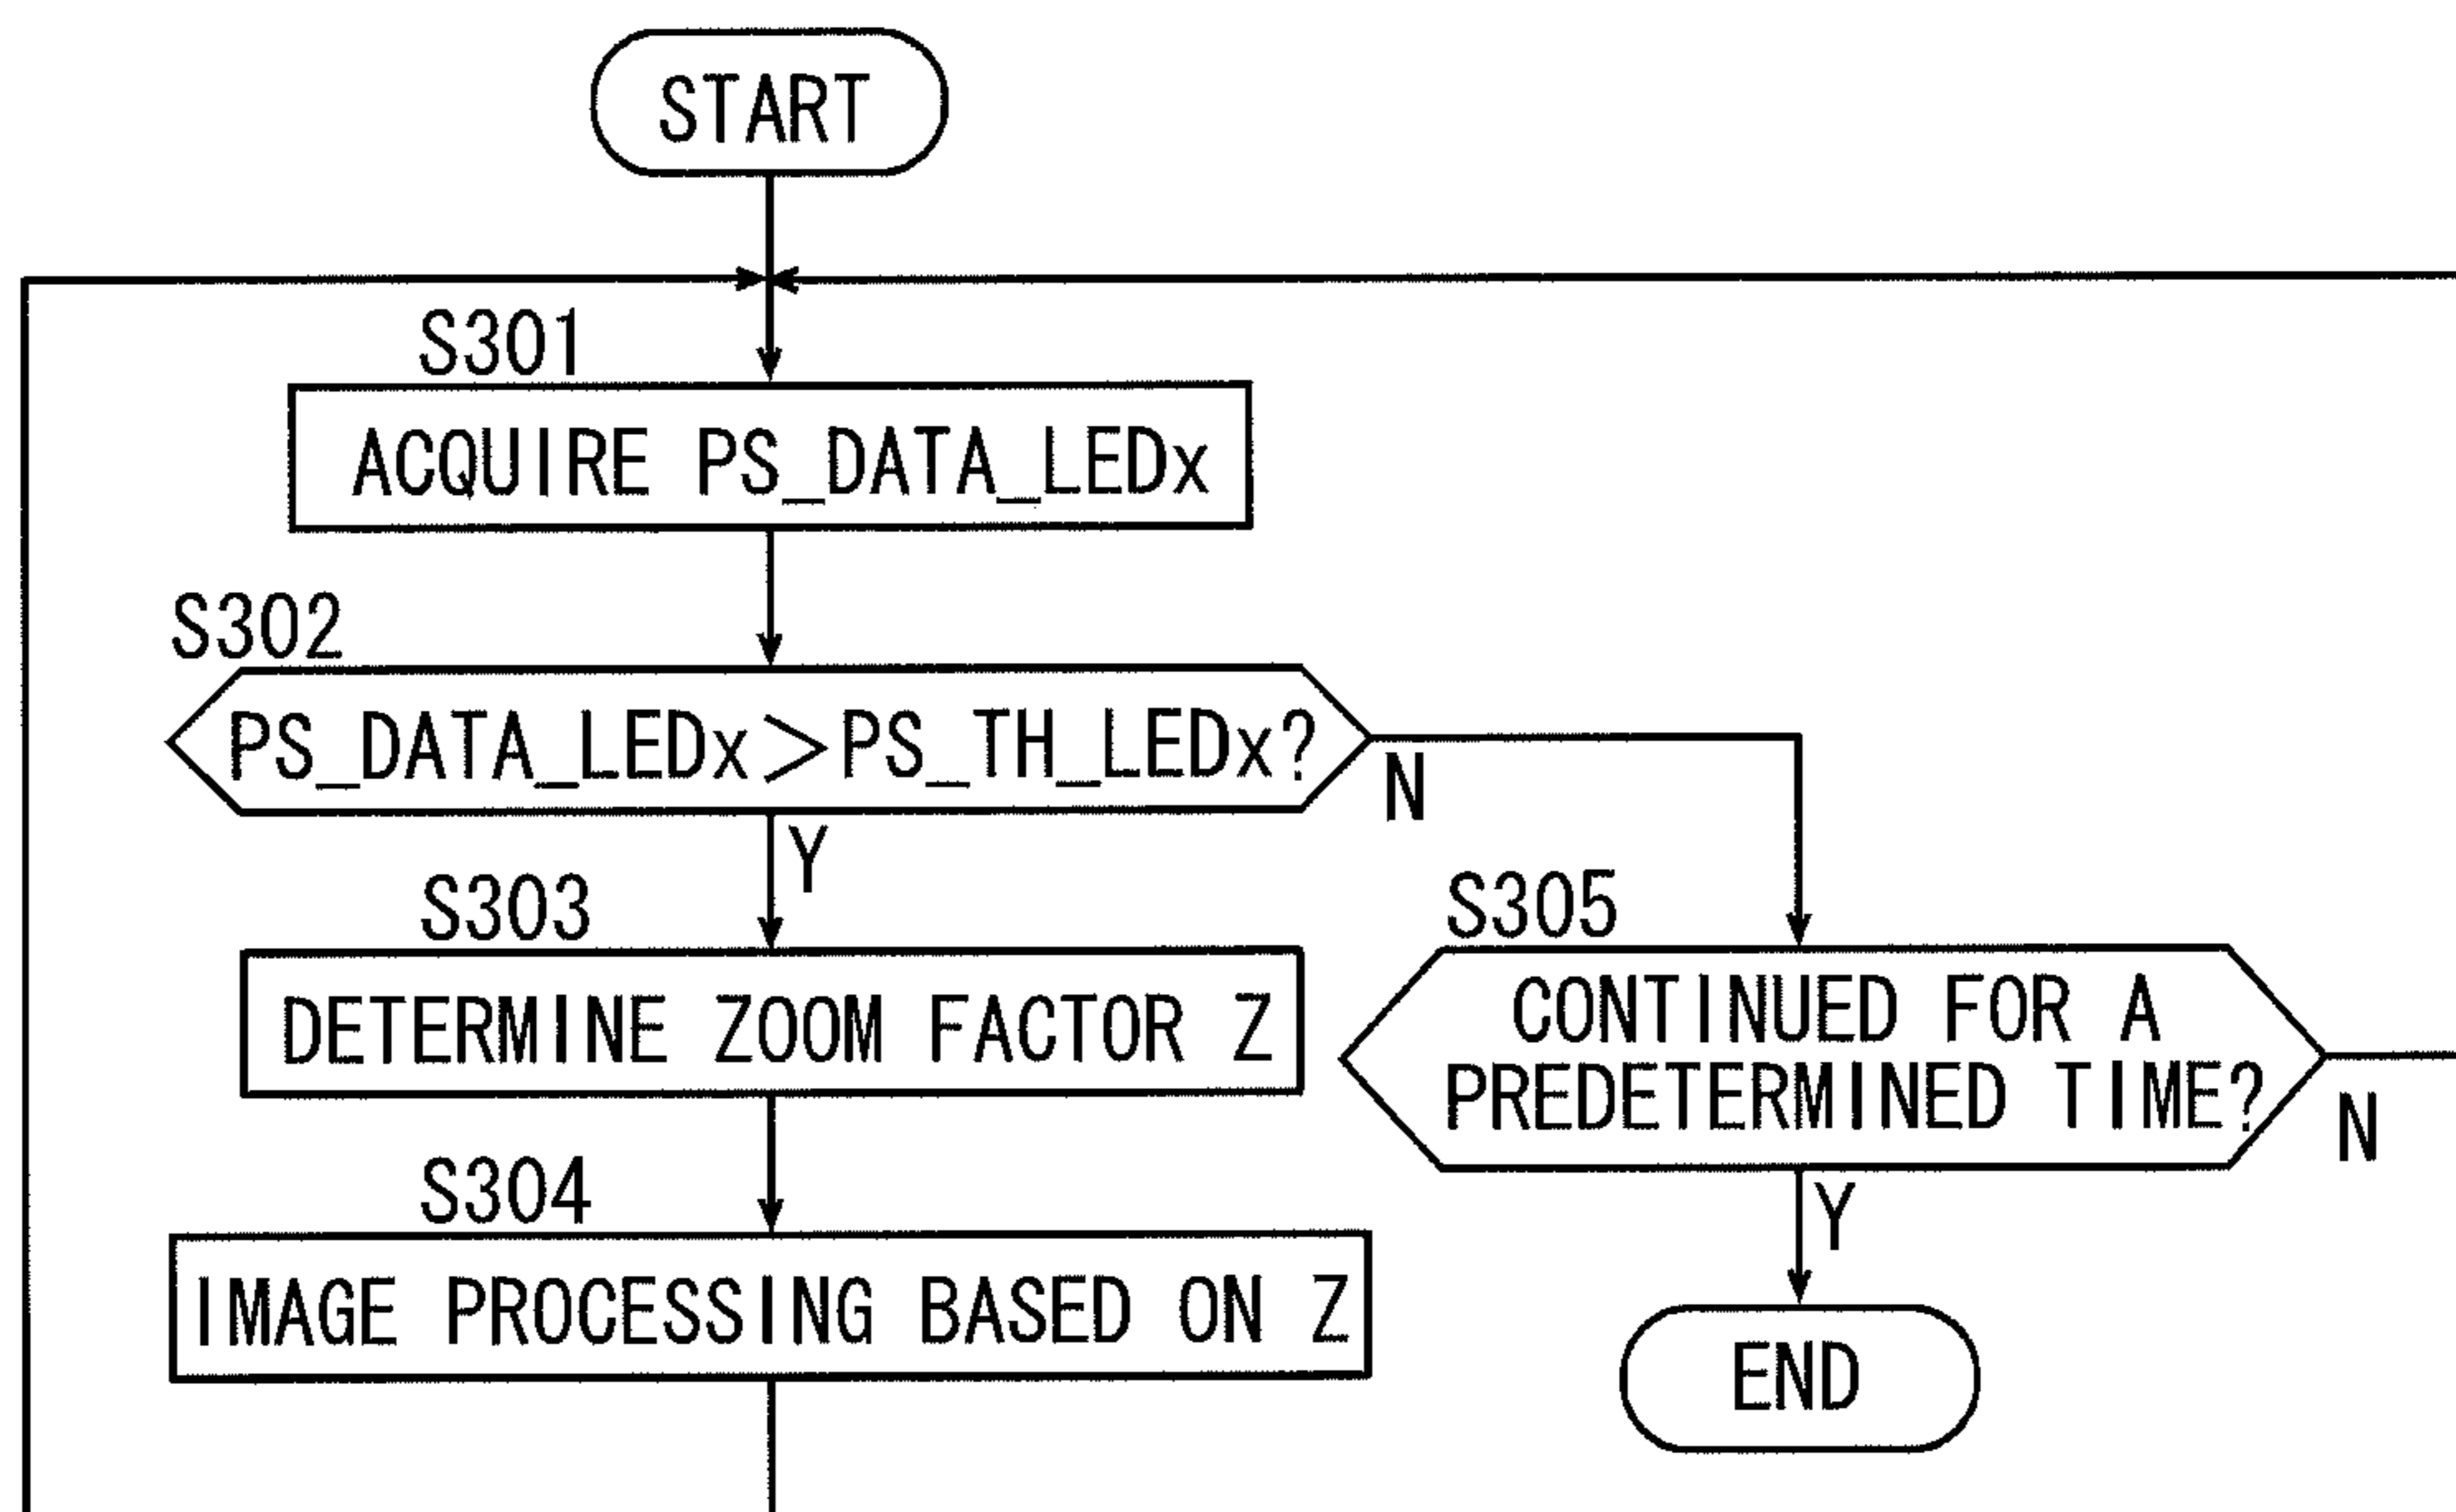 START
S301
ACQUIRE PS_DATA_LEDx
S302
PS_DATA_LEDx>PS_TH_LEDx?
N
Y
S303
DETERMINE ZOOM FACTOR Z
S305
CONTINUED FOR A
PREDETERMINED TIME?
N
Y
S304
IMAGE PROCESSING BASED ON Z
END